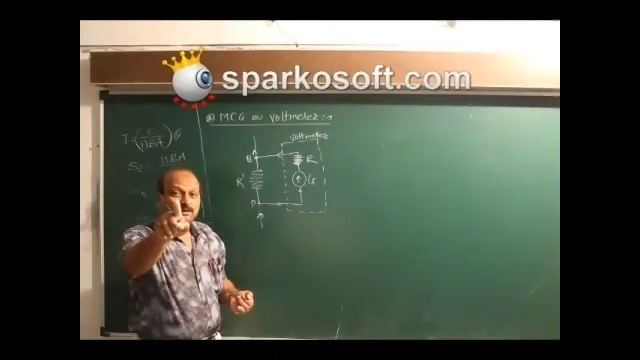 sparkosoft.com
MCG as voltmeter :→
voltmeter
I = (C/nBA)θ
S = nBA
B
R
R'
G
P